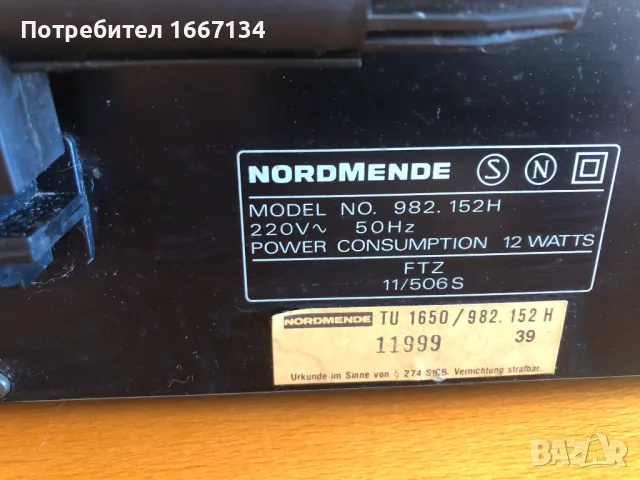 Потребител 1667134
NORDMENDE S N
MODEL NO. 982.152H
220V~ 50Hz
POWER CONSUMPTION 12 WATTS
FTZ
11/506 S
NORDMENDE TU 1650/982.152 H
11999 39
Urkunde im Sinne von § 274 StGB. Vernichtung strafbar.
BAZAR